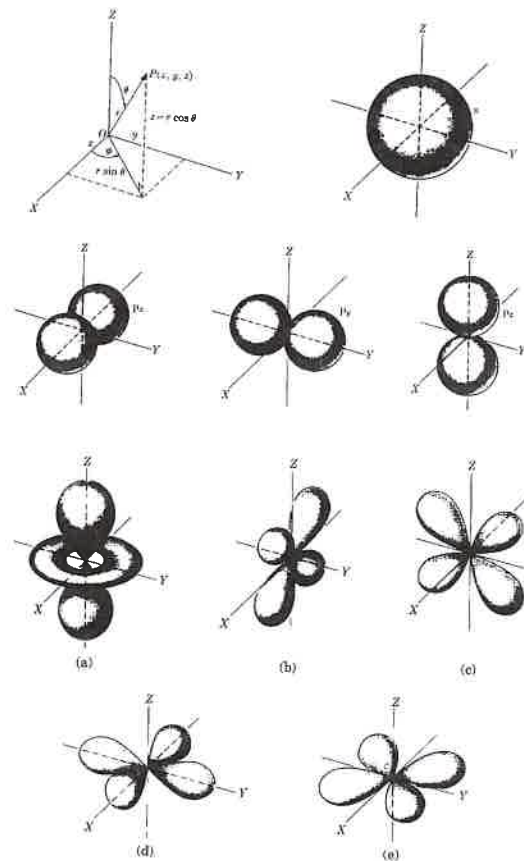 Z
P(x, y, z)
θ
r
z = r cos θ
O
x
y
φ
r sin θ
X
Y
Z
s
Y
X
Z
Px
Y
X
Z
Py
Y
X
Z
Pz
Y
X
Z
Y
X
(a)
Z
Y
X
(b)
Z
Y
X
(c)
Z
Y
X
(d)
Z
Y
X
(e)